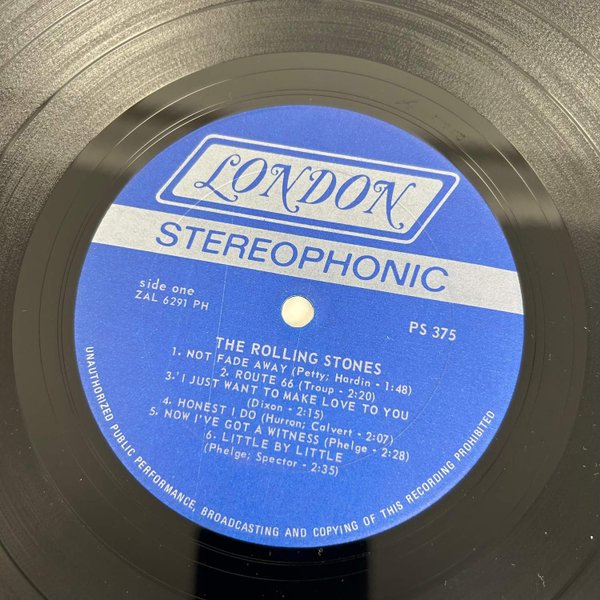 LONDON
STEREOPHONIC
side one
ZAL 6291 PH
PS 375
THE ROLLING STONES
1. NOT FADE AWAY (Petty; Hardin - 1:48)
2. ROUTE 66 (Troup - 2:20)
3. I JUST WANT TO MAKE LOVE TO YOU
(Dixon - 2:15)
4. HONEST I DO (Hurron; Calvert - 2:07)
5. NOW I'VE GOT A WITNESS (Phelge - 2:28)
6. LITTLE BY LITTLE
(Phelge; Spector - 2:35)
UNAUTHORIZED PUBLIC PERFORMANCE, BROADCASTING AND COPYING OF THIS RECORDING PROHIBITED